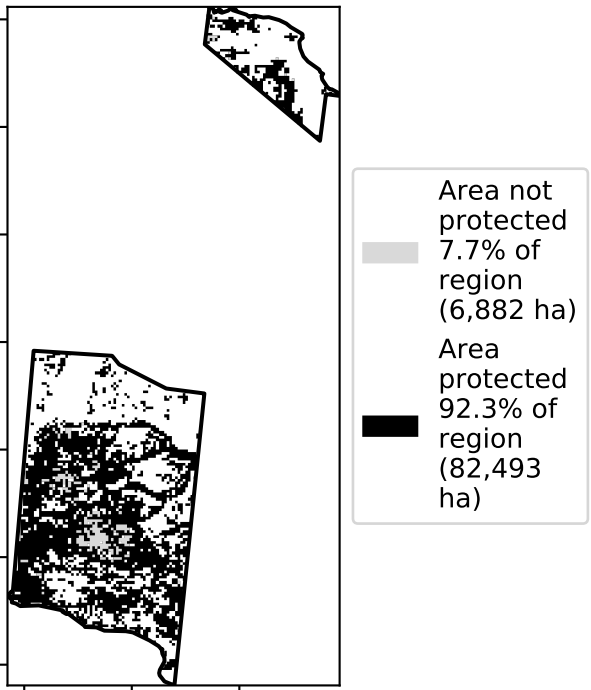 Area not
protected
7.7% of
region
(6,882 ha)
Area
protected
92.3% of
region
(82,493
ha)